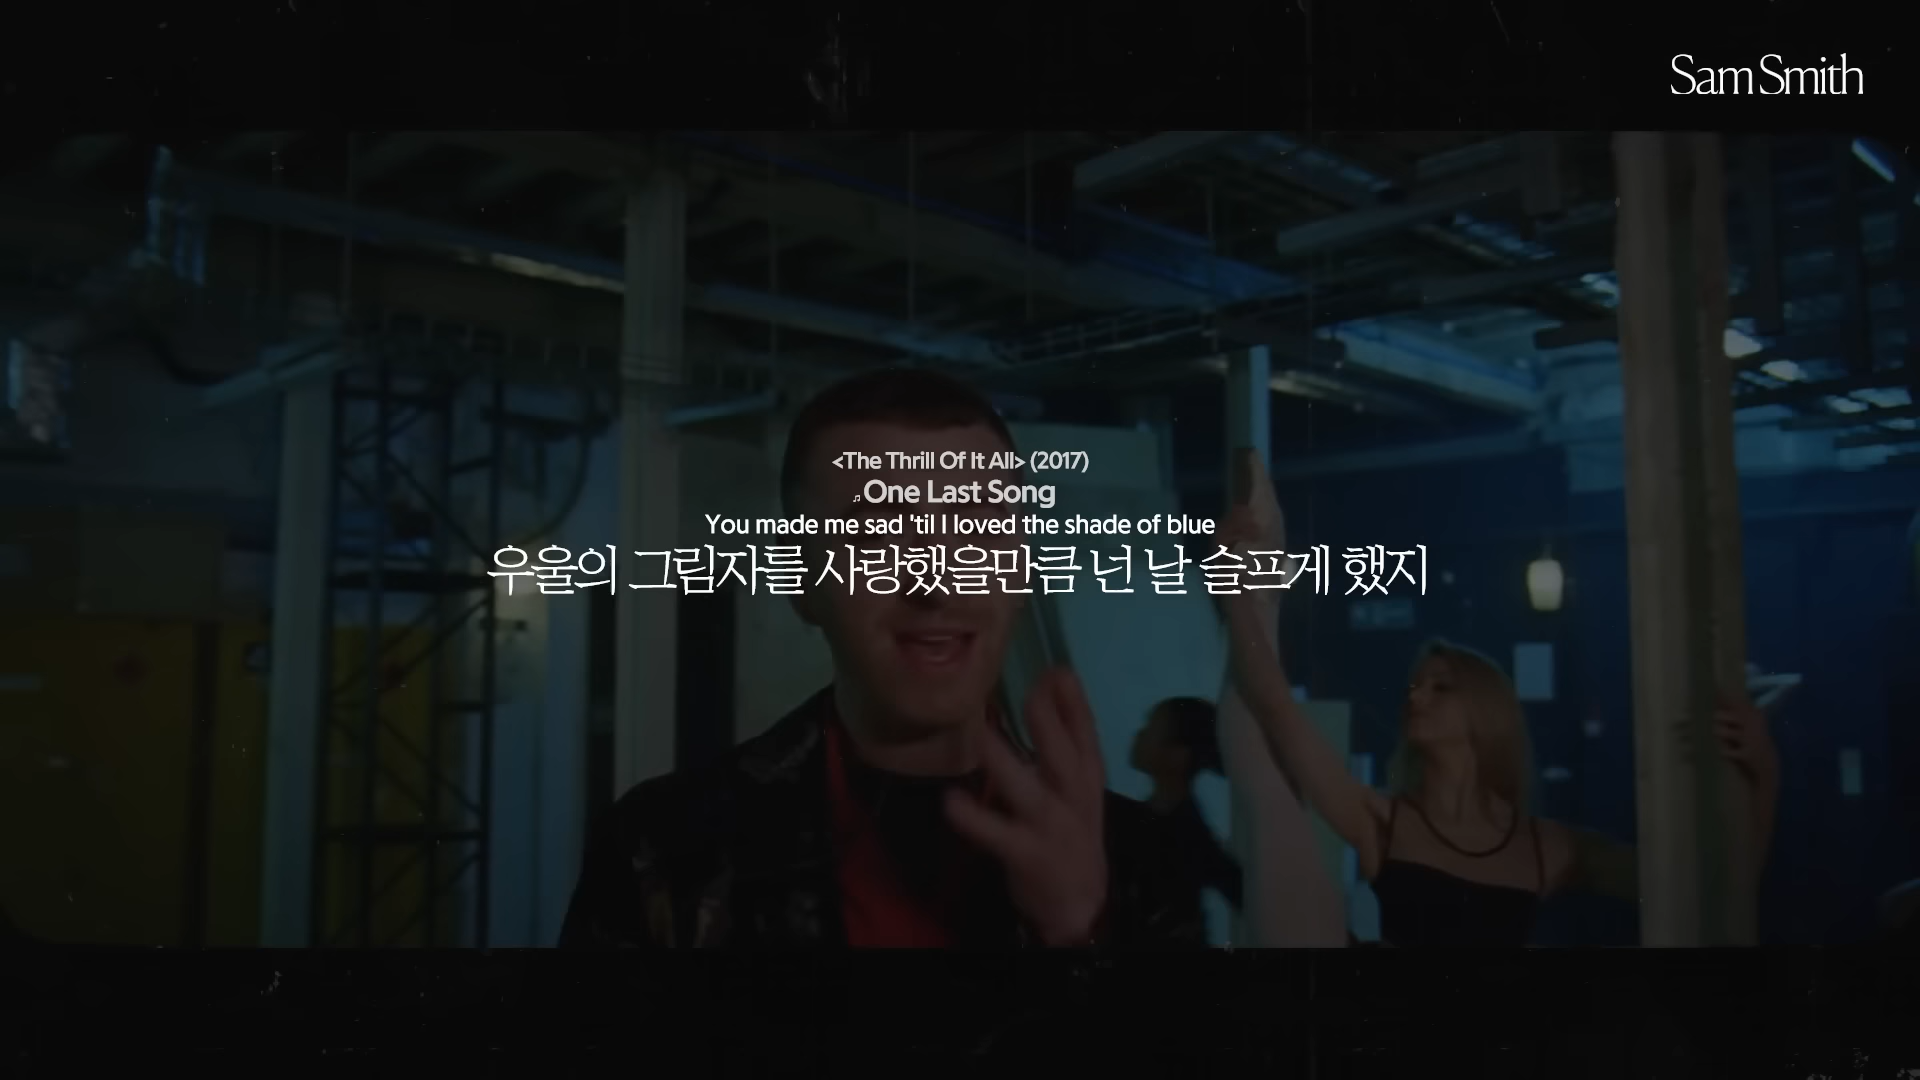 Sam Smith
<The Thrill Of It All> (2017)
♫ One Last Song
You made me sad 'til I loved the shade of blue
우울의 그림자를 사랑했을만큼 넌 날 슬프게 했지